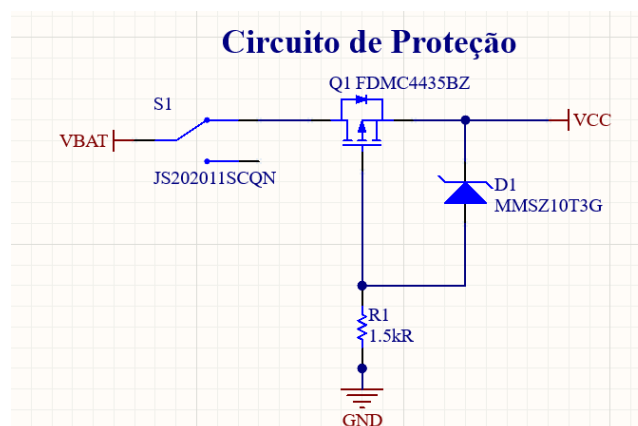 Circuito de Proteção
Q1 FDMC4435BZ
S1
VBAT
VCC
JS202011SCQN
D1
MMSZ10T3G
R1
1.5kR
GND